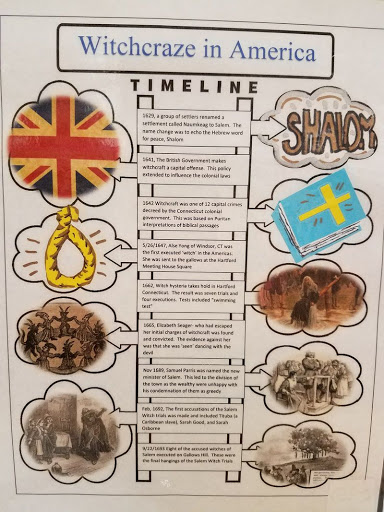 Witchcraze in America
TIMELINE
1629, a group of settlers renamed a
settlement called Naumkeag to Salem. The
name change was to echo the Hebrew word
for peace, Shalom
SHALOM
1641, The British Government makes
witchcraft a capital offense. This policy
extended to influence the colonial laws
1642 Witchcraft was one of 12 capital crimes
decreed by the Connecticut colonial
government. This was based on Puritan
interpretations of biblical passages
5/26/1647, Alse Yong of Windsor, CT was
the first executed 'witch' in the Americas.
She was sent to the gallows at the Hartford
Meeting House Square
1662, Witch hysteria takes hold in Hartford
Connecticut. The result was seven trials and
four executions. Tests included "swimming
test"
1665, Elizabeth Seager who had escaped
her initial charges of witchcraft was found
and convicted. The evidence against her
was that she was 'seen' dancing with the
devil
Nov 1689, Samuel Parris was named the new
minister of Salem. This led to the division of
the town as the wealthy were unhappy with
his condemnation of them as greedy
Feb. 1692, The first accusations of the Salem
Witch trials was made and included Tituba (a
Caribbean slave), Sarah Good, and Sarah
Osborne
9/22/1693 Eight of the accused witches of
Salem executed on Gallows Hill. These were
the final hangings of the Salem Witch Trials